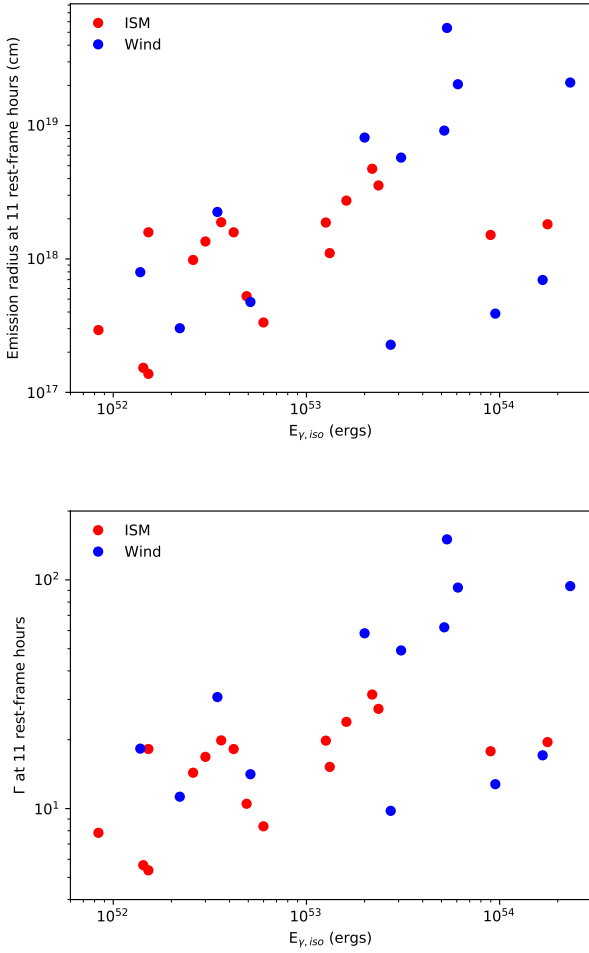 ISM
Wind
Emission radius at 11 rest-frame hours (cm)
10^19
10^18
10^17
10^52 10^53 10^54
E_γ,iso (ergs)
ISM
Wind
Γ at 11 rest-frame hours
10^2
10^1
10^52 10^53 10^54
E_γ,iso (ergs)